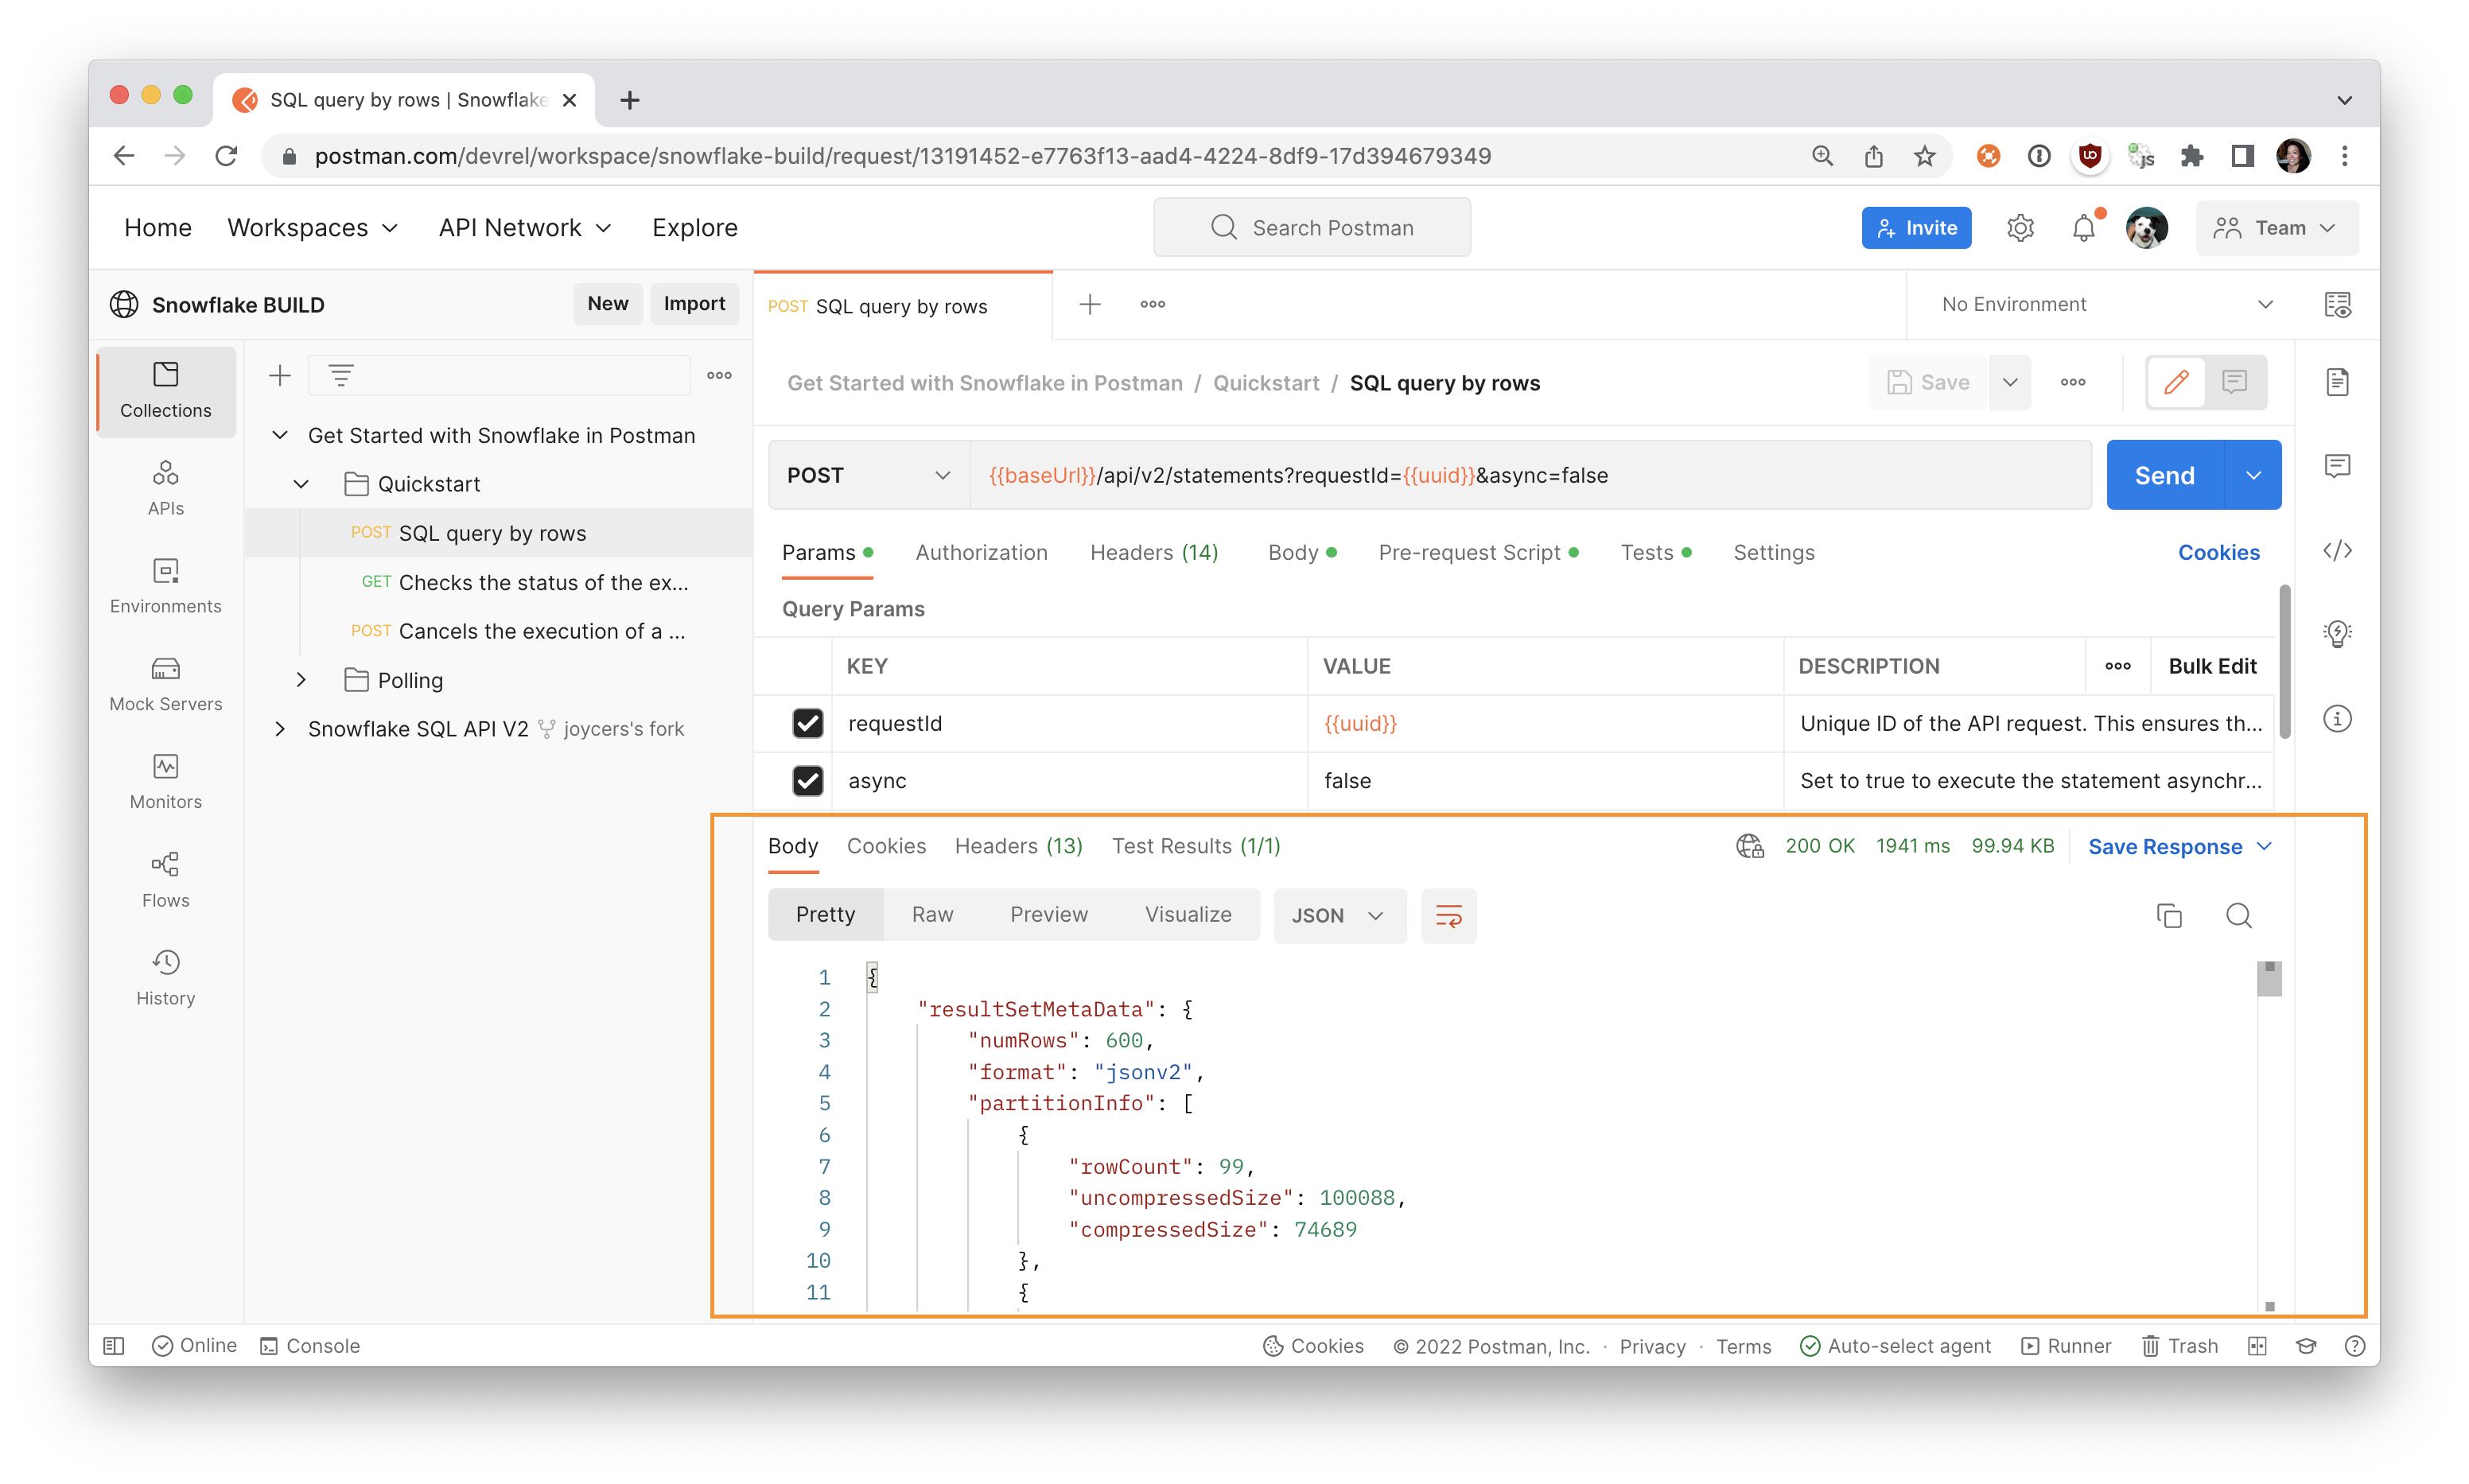 SQL query by rows | Snowflake
postman.com/devrel/workspace/snowflake-build/request/13191452-e7763f13-aad4-4224-8df9-17d394679349
Home Workspaces API Network Explore Search Postman Invite Team
Snowflake BUILD New Import POST SQL query by rows No Environment
Collections
APIs
Environments
Mock Servers
Monitors
Flows
History
Get Started with Snowflake in Postman
Quickstart
POST SQL query by rows
GET Checks the status of the ex...
POST Cancels the execution of a ...
Polling
Snowflake SQL API V2 joycers's fork
Get Started with Snowflake in Postman / Quickstart / SQL query by rows Save
POST {{baseUrl}}/api/v2/statements?requestId={{uuid}}&async=false Send
Params Authorization Headers (14) Body Pre-request Script Tests Settings Cookies
Query Params
KEY VALUE DESCRIPTION Bulk Edit
requestId {{uuid}} Unique ID of the API request. This ensures th...
async false Set to true to execute the statement asynchr...
Body Cookies Headers (13) Test Results (1/1) 200 OK 1941 ms 99.94 KB Save Response
Pretty Raw Preview Visualize JSON
1 {
2 "resultSetMetaData": {
3 "numRows": 600,
4 "format": "jsonv2",
5 "partitionInfo": [
6 {
7 "rowCount": 99,
8 "uncompressedSize": 100088,
9 "compressedSize": 74689
10 },
11 {
Online Console Cookies © 2022 Postman, Inc. · Privacy · Terms Auto-select agent Runner Trash